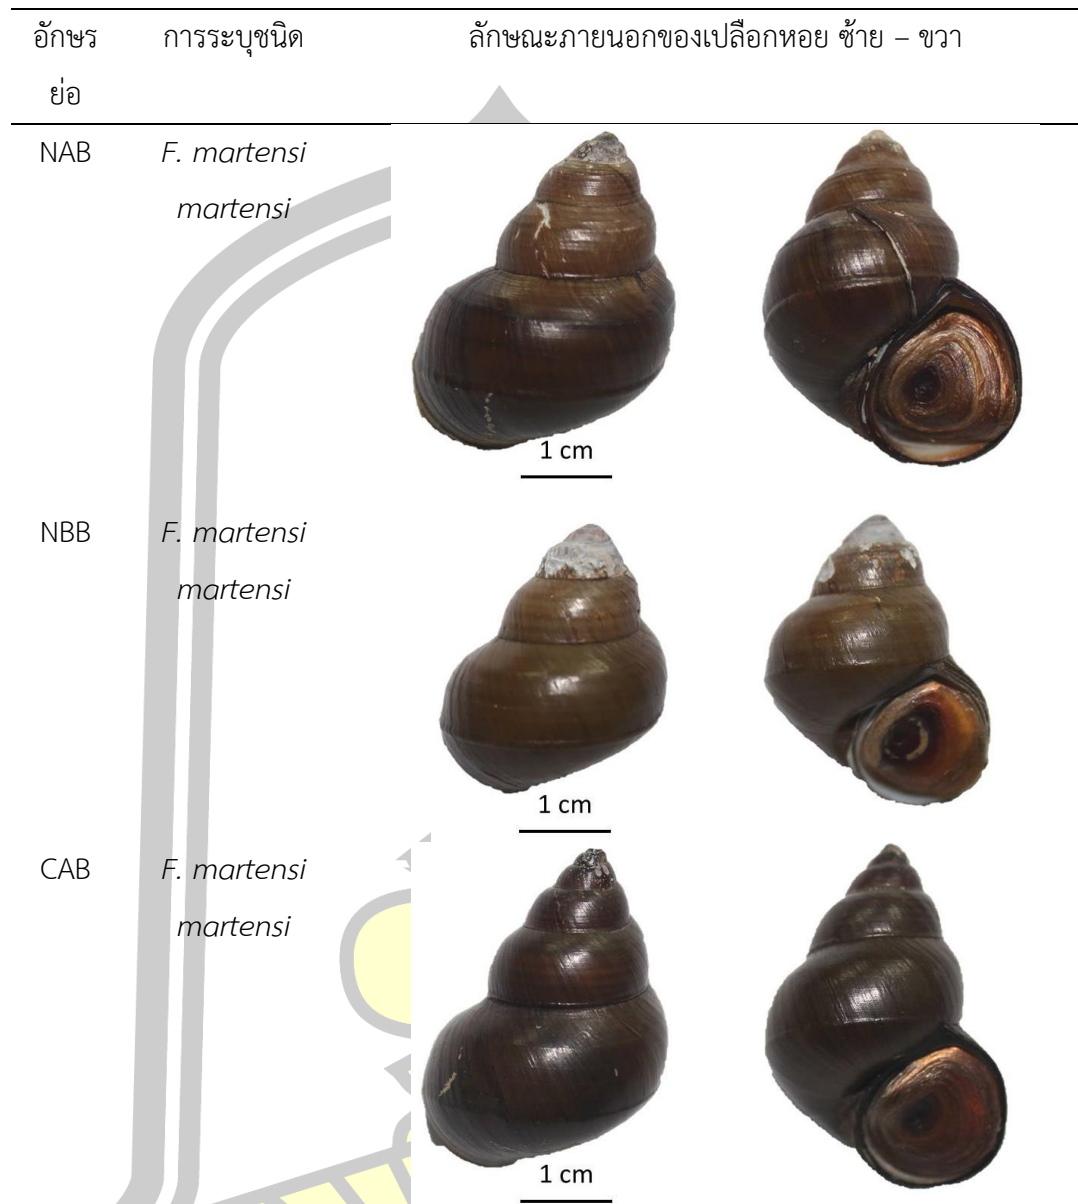 อักษร การระบุชนิด ลักษณะภายนอกของเปลือกหอย ซ้าย – ขวา
ย่อ
NAB F. martensi
martensi
1 cm
NBB F. martensi
martensi
1 cm
CAB F. martensi
martensi
1 cm